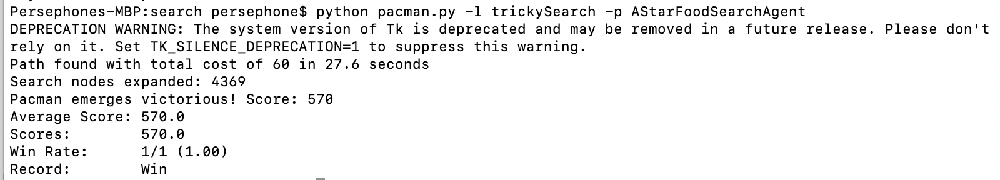 Persephones-MBP:search persephone$ python pacman.py -l trickySearch -p AStarFoodSearchAgent
DEPRECATION WARNING: The system version of Tk is deprecated and may be removed in a future release. Please don't
rely on it. Set TK_SILENCE_DEPRECATION=1 to suppress this warning.
Path found with total cost of 60 in 27.6 seconds
Search nodes expanded: 4369
Pacman emerges victorious! Score: 570
Average Score: 570.0
Scores:        570.0
Win Rate:      1/1 (1.00)
Record:        Win